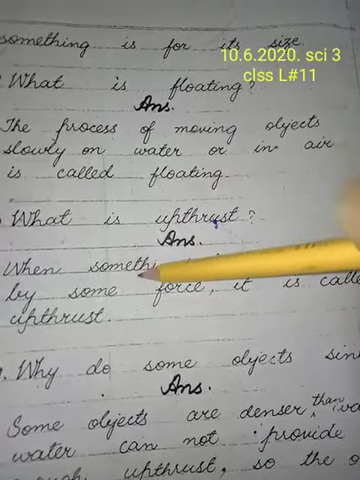 something is for its size.
10.6.2020. sci 3
clss L#11
What is floating?
Ans.
The process of moving objects
slowly on water or in air
is called floating.
What is upthrust?
Ans.
When someth
by some force, it is calle
upthrust.
Why do some objects sin
Ans.
Some objects are denser than wa
water can not provide
upthrust, so the o